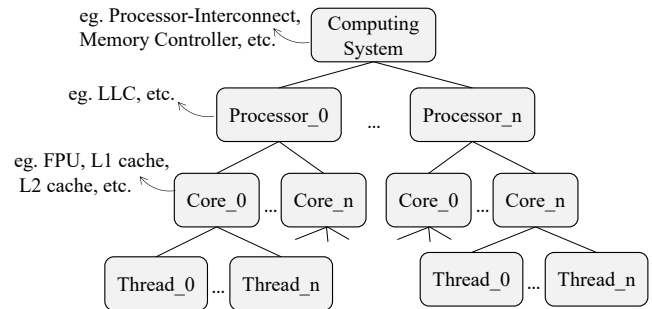 eg. Processor-Interconnect,
Memory Controller, etc.
Computing
System
eg. LLC, etc.
Processor_0
...
Processor_n
eg. FPU, L1 cache,
L2 cache, etc.
Core_0
...
Core_n
Core_0
...
Core_n
Thread_0
...
Thread_n
Thread_0
...
Thread_n